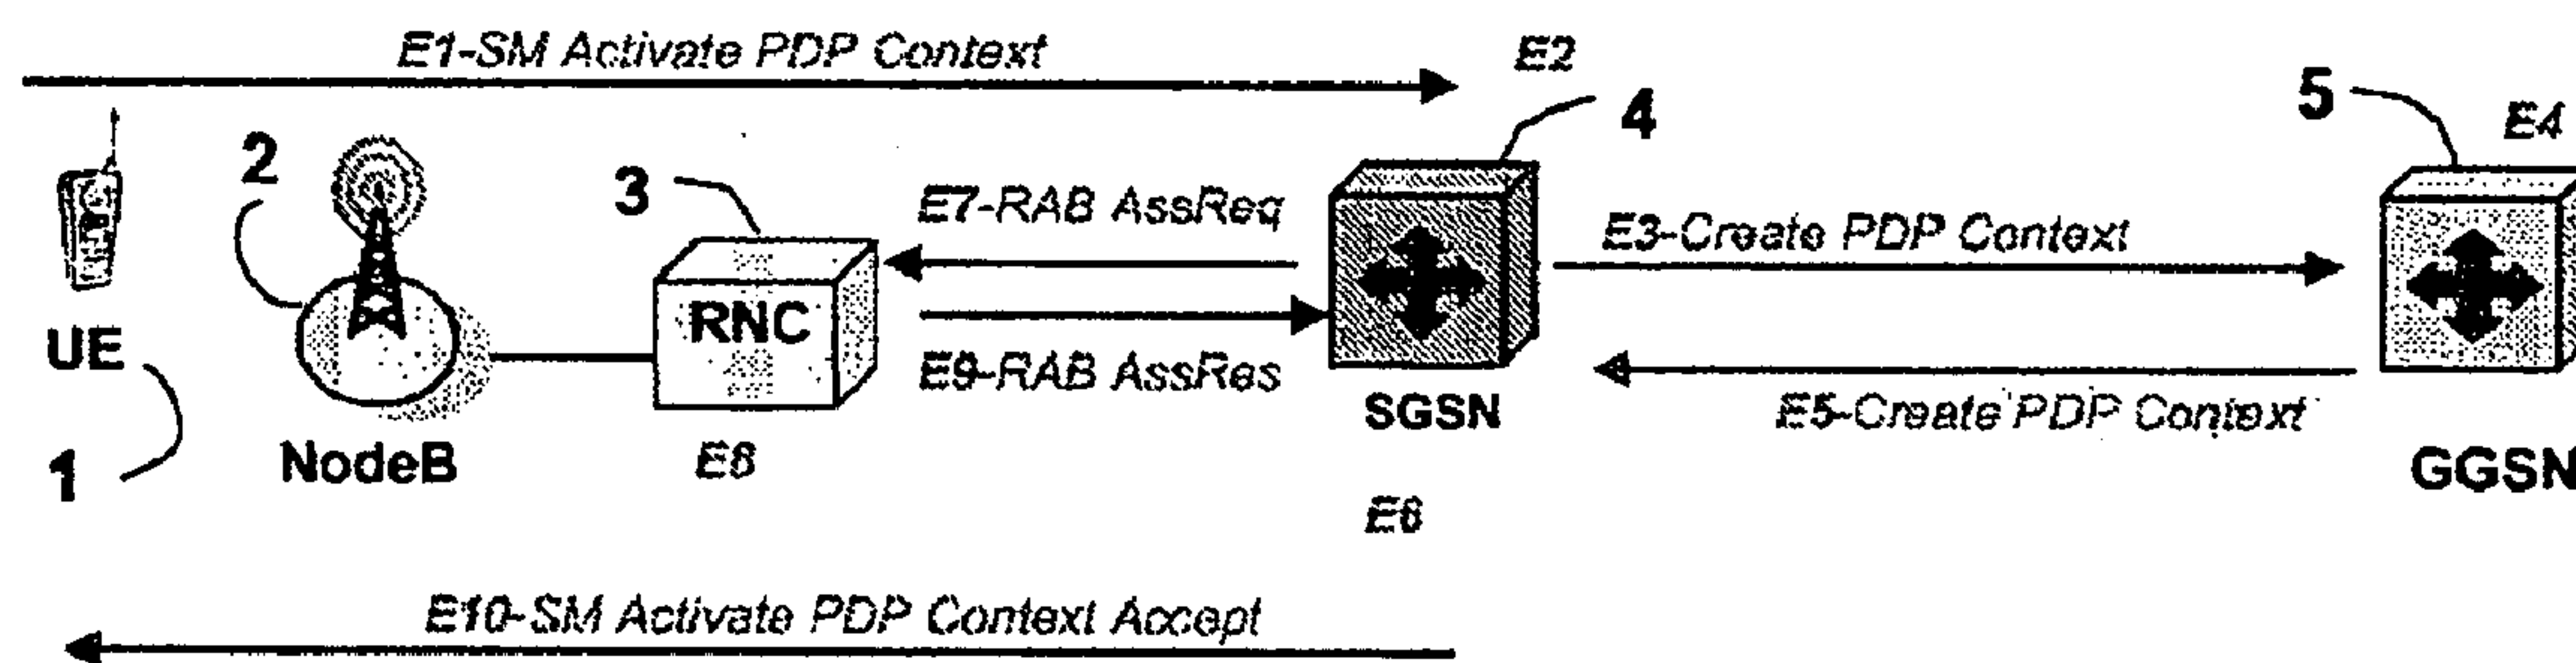 E1-SM Activate PDP Context
E2
4
5
E4
2
3
E7-RAB AssReq
E3-Create PDP Context
RNC
UE
E9-RAB AssRes
SGSN
E5-Create PDP Context
1
NodeB
E8
GGSN
E6
E10-SM Activate PDP Context Accept